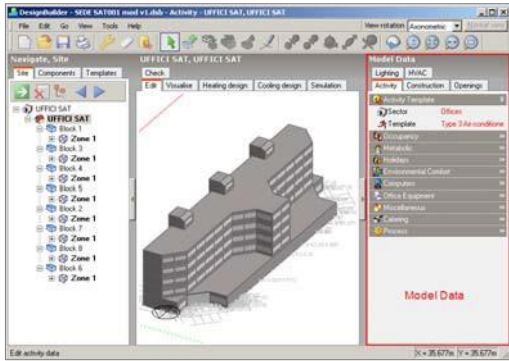 DesignBuilder - SEDE SAT001 mod v1.dsb - Activity - UFFICI SAT, UFFICI SAT
File Edit Go View Tools Help
View rotation Axonometric Normal view
Navigate, Site
Site Components Templates
UFFICI SAT
UFFICI SAT
Block 1
Zone 1
Block 3
Zone 1
Block 4
Zone 1
Block 5
Zone 1
Block 2
Zone 1
Block 7
Zone 1
Block 8
Zone 1
Block 6
Zone 1
UFFICI SAT, UFFICI SAT
Check
Edit Visualise Heating design Cooling design Simulation
Model Data
Lighting HVAC
Activity Construction Openings
Activity Template
Sector Offices
Template Type 3 Air-conditione
Occupancy
Metabolic
Holidays
Environmental Comfort
Computers
Office Equipment
Miscellaneous
Catering
Process
Model Data
Edit activity data
X = 35.677m Y = 35.677m